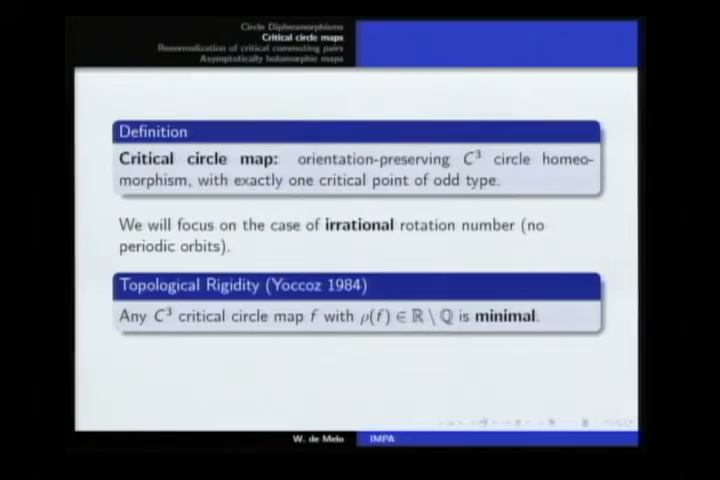 Circle Diffeomorphisms
Critical circle maps
Renormalization of critical commuting pairs
Asymptotically holomorphic maps
Definition
Critical circle map: orientation-preserving C³ circle homeo-
morphism, with exactly one critical point of odd type.
We will focus on the case of irrational rotation number (no
periodic orbits).
Topological Rigidity (Yoccoz 1984)
Any C³ critical circle map f with ρ(f) ∈ ℝ \ ℚ is minimal.
W. de Melo IMPA